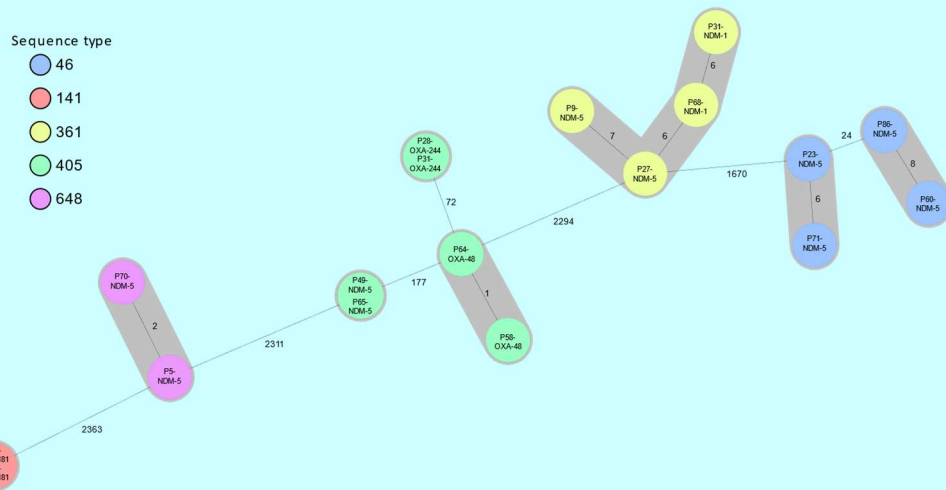 Sequence type
46
141
361
405
648
P31-
NDM-1
6
P68-
NDM-1
P9-
NDM-5
7
6
P27-
NDM-5
1670
P86-
NDM-5
24
8
P60-
NDM-5
P23-
NDM-5
6
P71-
NDM-5
P28-
OXA-244
P31-
OXA-244
72
2294
P64-
OXA-48
177
1
P58-
OXA-48
P49-
NDM-5
P65-
NDM-5
2311
P70-
NDM-5
2
P5-
NDM-5
2363